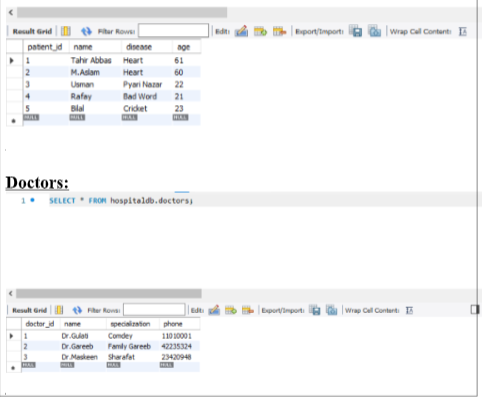 Result Grid Filter Rows: Edit: Export/Import: Wrap Cell Content:
patient_id name disease age
1 Tahir Abbas Heart 61
2 M.Aslam Heart 60
3 Usman Pyari Nazar 22
4 Rafay Bad Word 21
5 Bilal Cricket 23
NULL NULL NULL NULL
Doctors:
1 SELECT * FROM hospitaldb.doctors;
Result Grid Filter Rows: Edit: Export/Import: Wrap Cell Content:
doctor_id name specialization phone
1 Dr.Gulati Comdey 11010001
2 Dr.Gareeb Family Gareeb 42235324
3 Dr.Maskeen Sharafat 23420948
NULL NULL NULL NULL